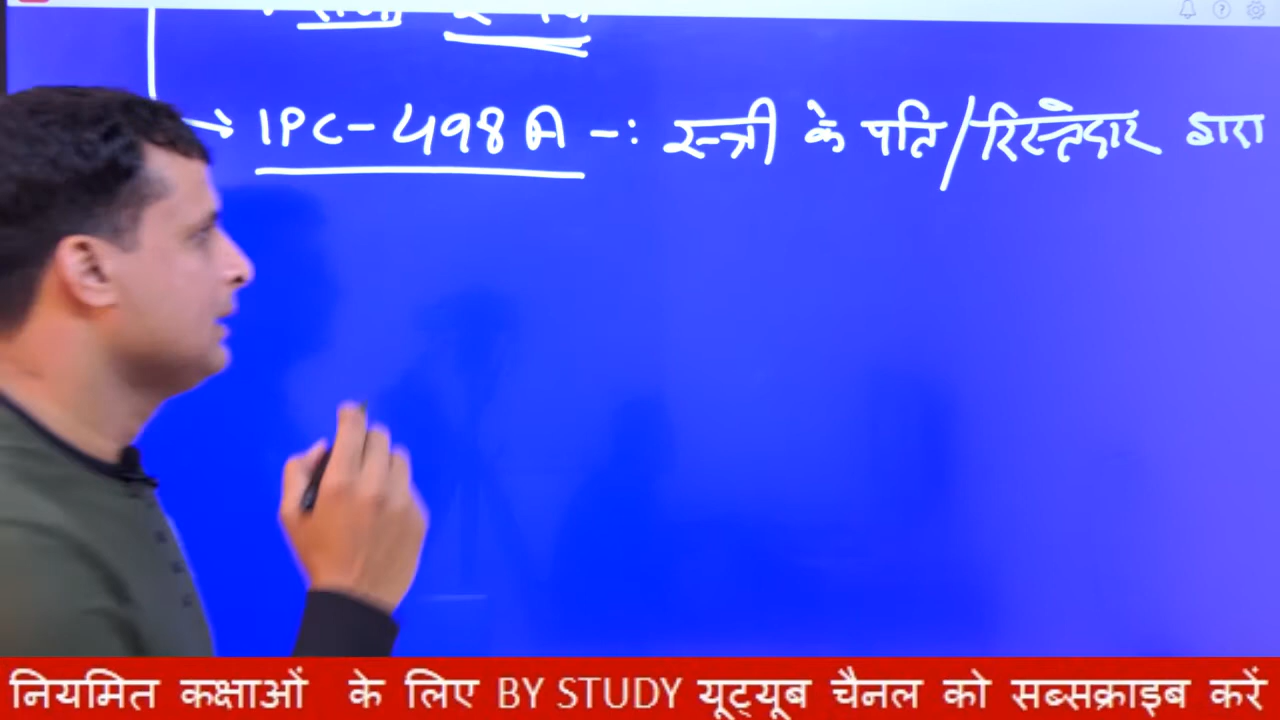 IPC-498A -: स्त्री के पति/रिस्तेदार द्वारा
नियमित कक्षाओं के लिए BY STUDY यूट्यूब चैनल को सब्सक्राइब करें